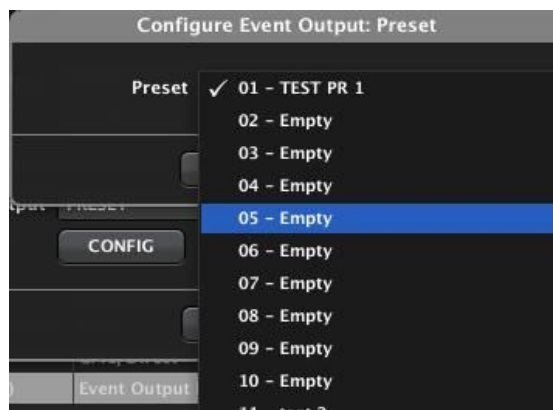 Configure Event Output: Preset
Preset ✓ 01 - TEST PR 1
02 - Empty
03 - Empty
04 - Empty
05 - Empty
06 - Empty
07 - Empty
08 - Empty
09 - Empty
10 - Empty
CONFIG
Event Output